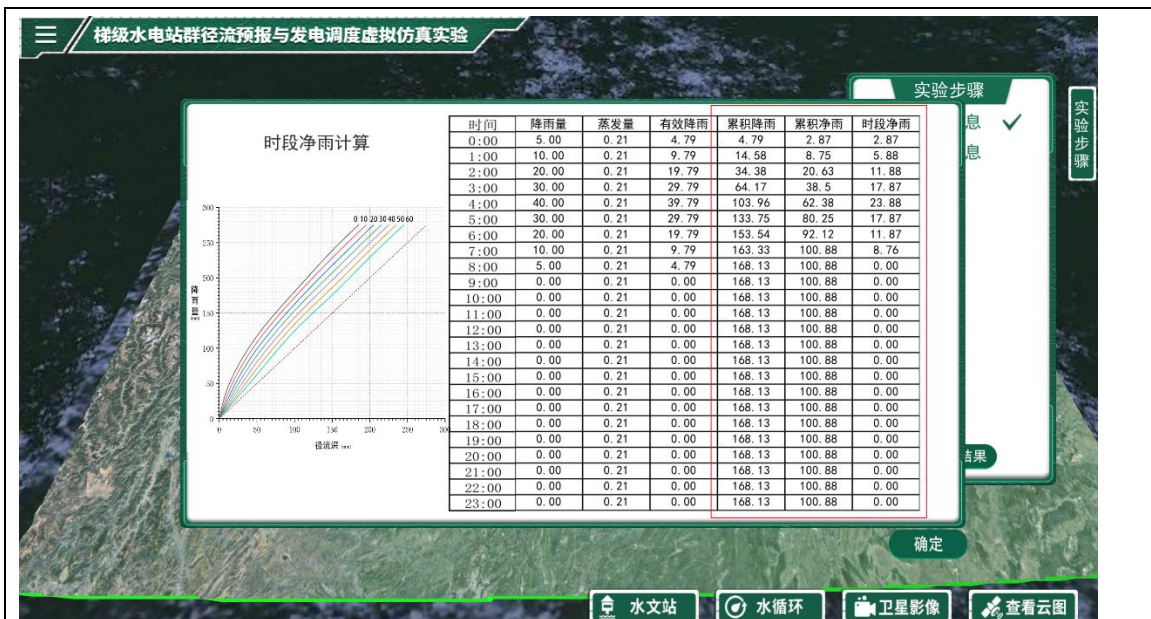 梯级水电站群径流预报与发电调度虚拟仿真实验
实验步骤
息
息
实验步骤
时段净雨计算
时间 降雨量 蒸发量 有效降雨 累积降雨 累积净雨 时段净雨
0:00 5.00 0.21 4.79 4.79 2.87 2.87
1:00 10.00 0.21 9.79 14.58 8.75 5.88
2:00 20.00 0.21 19.79 34.38 20.63 11.88
3:00 30.00 0.21 29.79 64.17 38.5 17.87
4:00 40.00 0.21 39.79 103.96 62.38 23.88
5:00 30.00 0.21 29.79 133.75 80.25 17.87
6:00 20.00 0.21 19.79 153.54 92.12 11.87
7:00 10.00 0.21 9.79 163.33 100.88 8.76
8:00 5.00 0.21 4.79 168.13 100.88 0.00
9:00 0.00 0.21 0.00 168.13 100.88 0.00
10:00 0.00 0.21 0.00 168.13 100.88 0.00
11:00 0.00 0.21 0.00 168.13 100.88 0.00
12:00 0.00 0.21 0.00 168.13 100.88 0.00
13:00 0.00 0.21 0.00 168.13 100.88 0.00
14:00 0.00 0.21 0.00 168.13 100.88 0.00
15:00 0.00 0.21 0.00 168.13 100.88 0.00
16:00 0.00 0.21 0.00 168.13 100.88 0.00
17:00 0.00 0.21 0.00 168.13 100.88 0.00
18:00 0.00 0.21 0.00 168.13 100.88 0.00
19:00 0.00 0.21 0.00 168.13 100.88 0.00
20:00 0.00 0.21 0.00 168.13 100.88 0.00
21:00 0.00 0.21 0.00 168.13 100.88 0.00
22:00 0.00 0.21 0.00 168.13 100.88 0.00
23:00 0.00 0.21 0.00 168.13 100.88 0.00
0 10 20 30 40 50 60
250
150
100
50
0
降雨量
0 50 100 150 200 250 300
径流深
结果
确定
水文站
水循环
卫星影像
查看云图